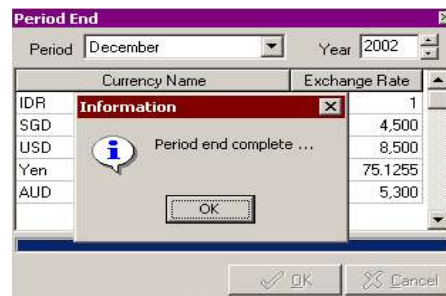 Period End
Period December Year 2002
Currency Name Exchange Rate
IDR 1
SGD 4,500
USD 8,500
Yen 75.1255
AUD 5,300
Information
Period end complete ...
OK
OK Cancel